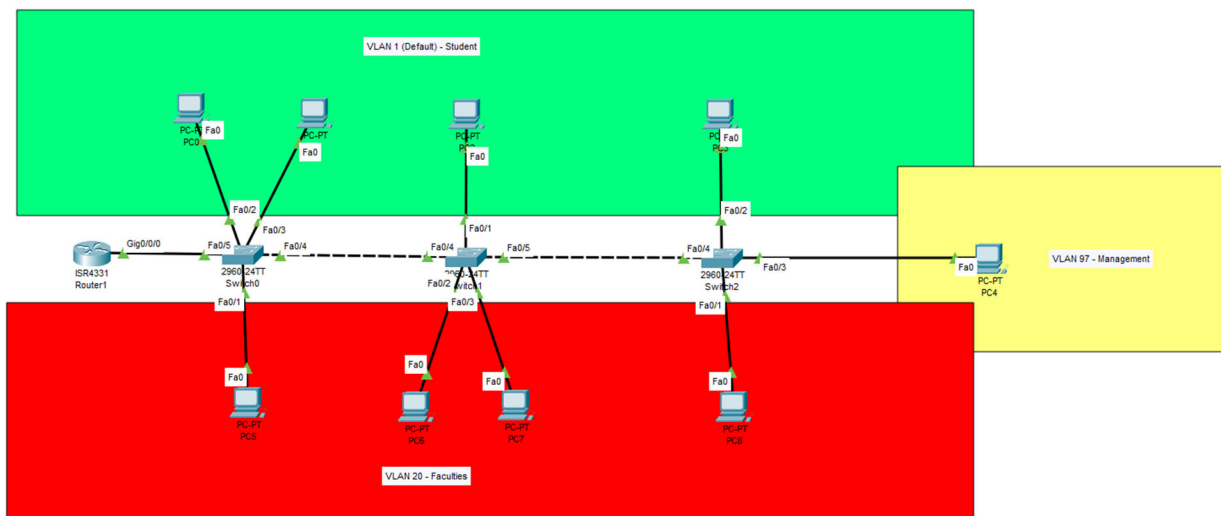 VLAN 1 (Default) - Student
PC-PT
PC0
Fa0
PC-PT
Fa0
PC-PT
Fa0
Fa0
Fa0/2
Fa0/3
Fa0/1
Fa0/2
VLAN 97 - Management
Gig0/0/0
Fa0/5
Fa0/4
Fa0/4
Fa0/5
Fa0/4
Fa0/3
Fa0
ISR4331
Router1
2960-24TT
Switch0
2960-24TT
Fa0/2
Fa0/3
2960-24TT
Switch2
PC-PT
PC4
Fa0/1
Fa0/1
Fa0
PC-PT
PC5
Fa0
PC-PT
PC6
Fa0
PC-PT
PC7
Fa0
PC-PT
PC8
VLAN 20 - Faculties